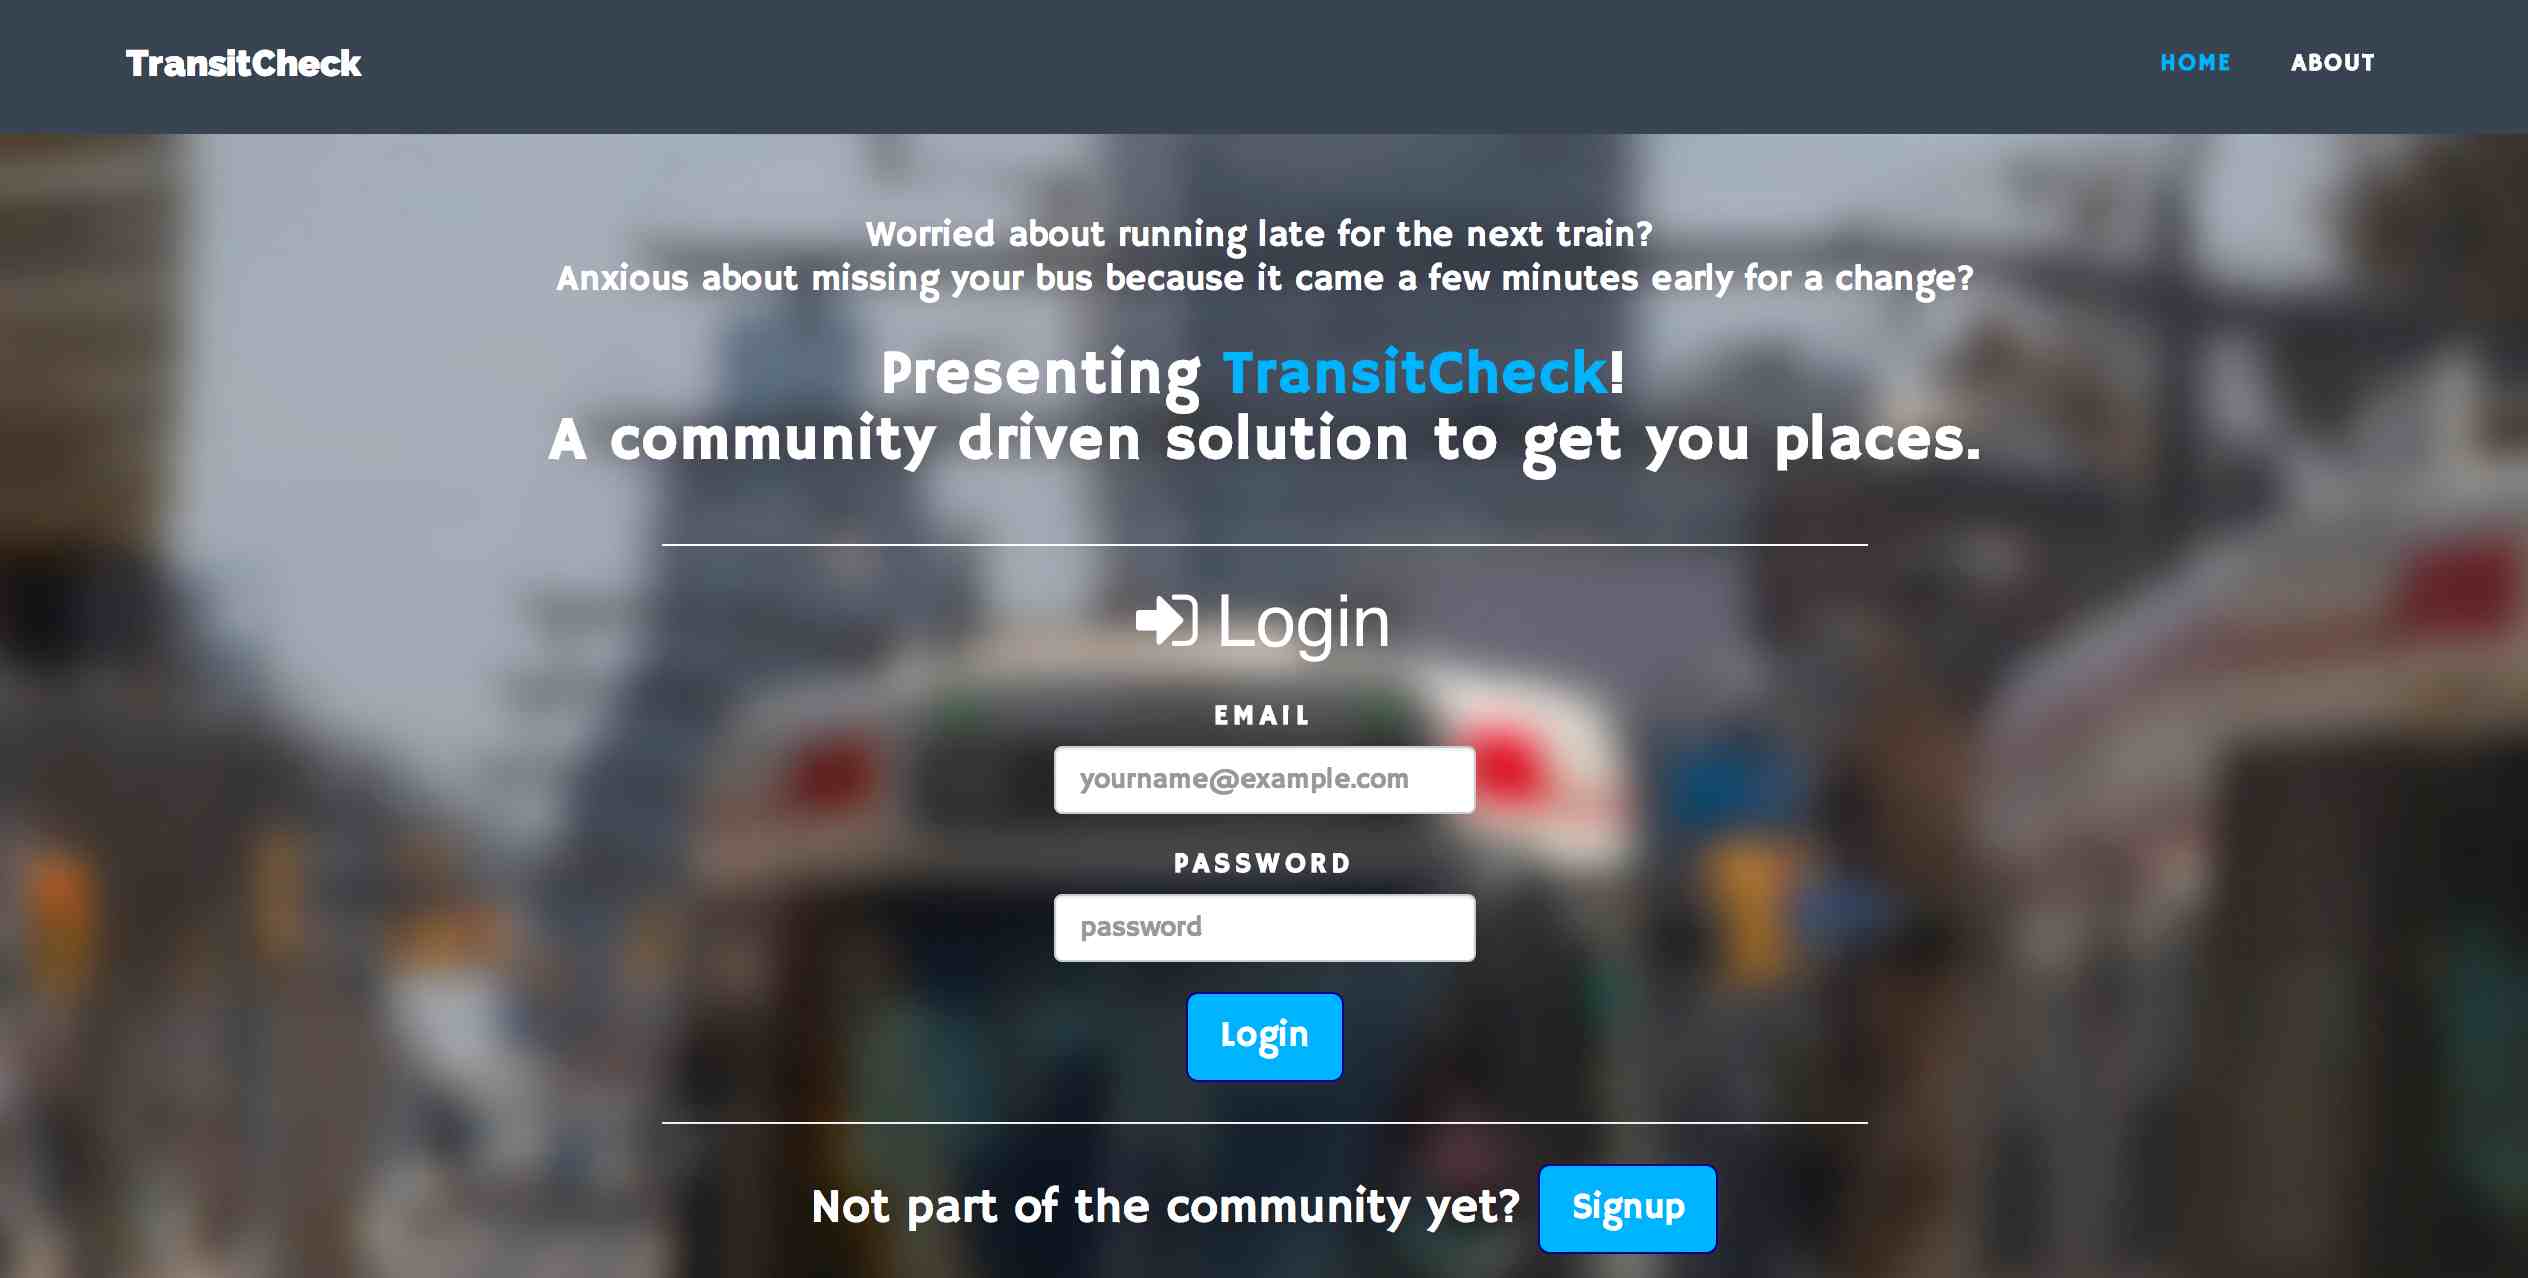 TransitCheck
HOME ABOUT
Worried about running late for the next train?
Anxious about missing your bus because it came a few minutes early for a change?
Presenting TransitCheck!
A community driven solution to get you places.
Login
EMAIL
yourname@example.com
PASSWORD
password
Login
Not part of the community yet? Signup